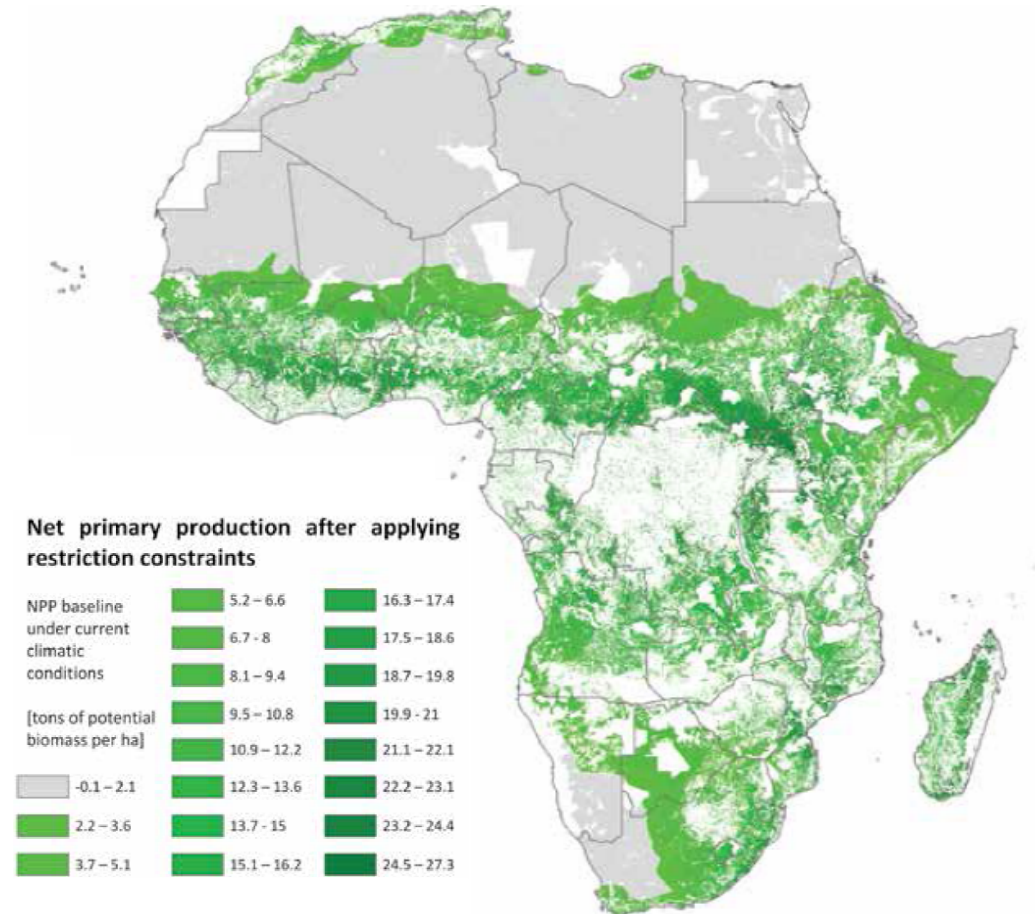 Net primary production after applying
restriction constraints
NPP baseline
under current
climatic
conditions
[tons of potential
biomass per ha]
-0.1 – 2.1
2.2 – 3.6
3.7 – 5.1
5.2 – 6.6
6.7 - 8
8.1 – 9.4
9.5 – 10.8
10.9 – 12.2
12.3 – 13.6
13.7 - 15
15.1 – 16.2
16.3 – 17.4
17.5 – 18.6
18.7 – 19.8
19.9 - 21
21.1 – 22.1
22.2 – 23.1
23.2 – 24.4
24.5 – 27.3